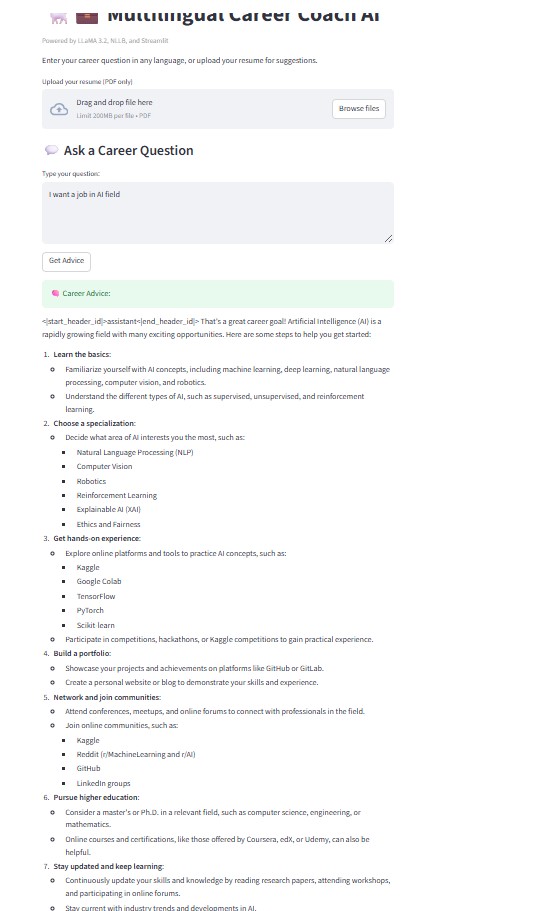 Multilingual Career Coach AI
Powered by LLaMA 3.2, NLLB, and Streamlit
Enter your career question in any language, or upload your resume for suggestions.
Upload your resume (PDF only)
Drag and drop file here
Limit 200MB per file • PDF
Browse files
Ask a Career Question
Type your question:
I want a job in AI field
Get Advice
Career Advice:
<|start_header_id|>assistant<|end_header_id|> That's a great career goal! Artificial Intelligence (AI) is a
rapidly growing field with many exciting opportunities. Here are some steps to help you get started:
1. Learn the basics:
Familiarize yourself with AI concepts, including machine learning, deep learning, natural language
processing, computer vision, and robotics.
Understand the different types of AI, such as supervised, unsupervised, and reinforcement
learning.
2. Choose a specialization:
Decide what area of AI interests you the most, such as:
Natural Language Processing (NLP)
Computer Vision
Robotics
Reinforcement Learning
Explainable AI (XAI)
Ethics and Fairness
3. Get hands-on experience:
Explore online platforms and tools to practice AI concepts, such as:
Kaggle
Google Colab
TensorFlow
PyTorch
Scikit-learn
Participate in competitions, hackathons, or Kaggle competitions to gain practical experience.
4. Build a portfolio:
Showcase your projects and achievements on platforms like GitHub or GitLab.
Create a personal website or blog to demonstrate your skills and experience.
5. Network and join communities:
Attend conferences, meetups, and online forums to connect with professionals in the field.
Join online communities, such as:
Kaggle
Reddit (r/MachineLearning and r/AI)
GitHub
LinkedIn groups
6. Pursue higher education:
Consider a master's or Ph.D. in a relevant field, such as computer science, engineering, or
mathematics.
Online courses and certifications, like those offered by Coursera, edX, or Udemy, can also be
helpful.
7. Stay updated and keep learning:
Continuously update your skills and knowledge by reading research papers, attending workshops,
and participating in online forums.
Stay current with industry trends and developments in AI.